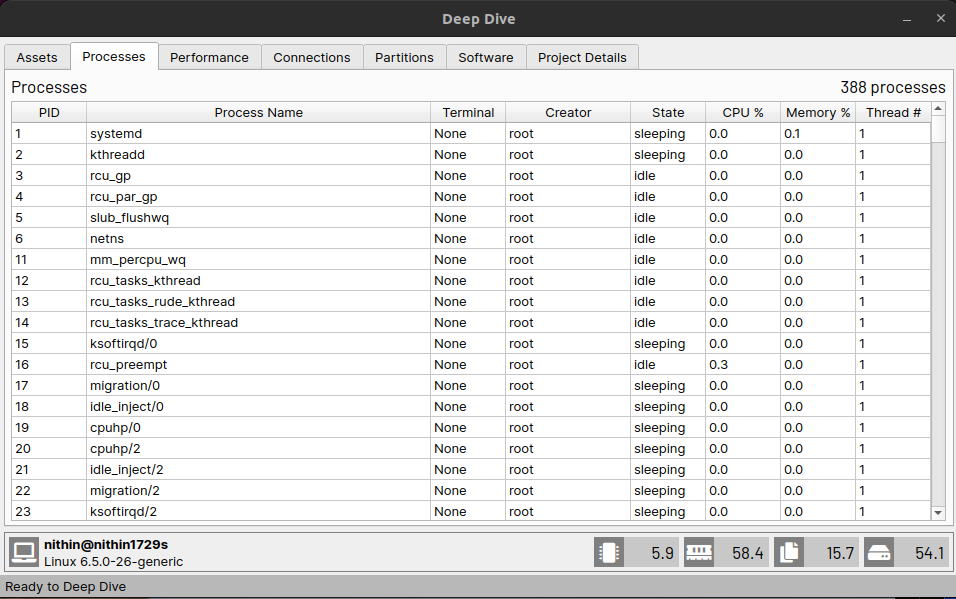 Deep Dive
Assets Processes Performance Connections Partitions Software Project Details
Processes 388 processes
PID Process Name Terminal Creator State CPU % Memory % Thread #
1 systemd None root sleeping 0.0 0.1 1
2 kthreadd None root sleeping 0.0 0.0 1
3 rcu_gp None root idle 0.0 0.0 1
4 rcu_par_gp None root idle 0.0 0.0 1
5 slub_flushwq None root idle 0.0 0.0 1
6 netns None root idle 0.0 0.0 1
11 mm_percpu_wq None root idle 0.0 0.0 1
12 rcu_tasks_kthread None root idle 0.0 0.0 1
13 rcu_tasks_rude_kthread None root idle 0.0 0.0 1
14 rcu_tasks_trace_kthread None root idle 0.0 0.0 1
15 ksoftirqd/0 None root sleeping 0.0 0.0 1
16 rcu_preempt None root idle 0.3 0.0 1
17 migration/0 None root sleeping 0.0 0.0 1
18 idle_inject/0 None root sleeping 0.0 0.0 1
19 cpuhp/0 None root sleeping 0.0 0.0 1
20 cpuhp/2 None root sleeping 0.0 0.0 1
21 idle_inject/2 None root sleeping 0.0 0.0 1
22 migration/2 None root sleeping 0.0 0.0 1
23 ksoftirqd/2 None root sleeping 0.0 0.0 1
nithin@nithin1729s
Linux 6.5.0-26-generic
5.9 58.4 15.7 54.1
Ready to Deep Dive